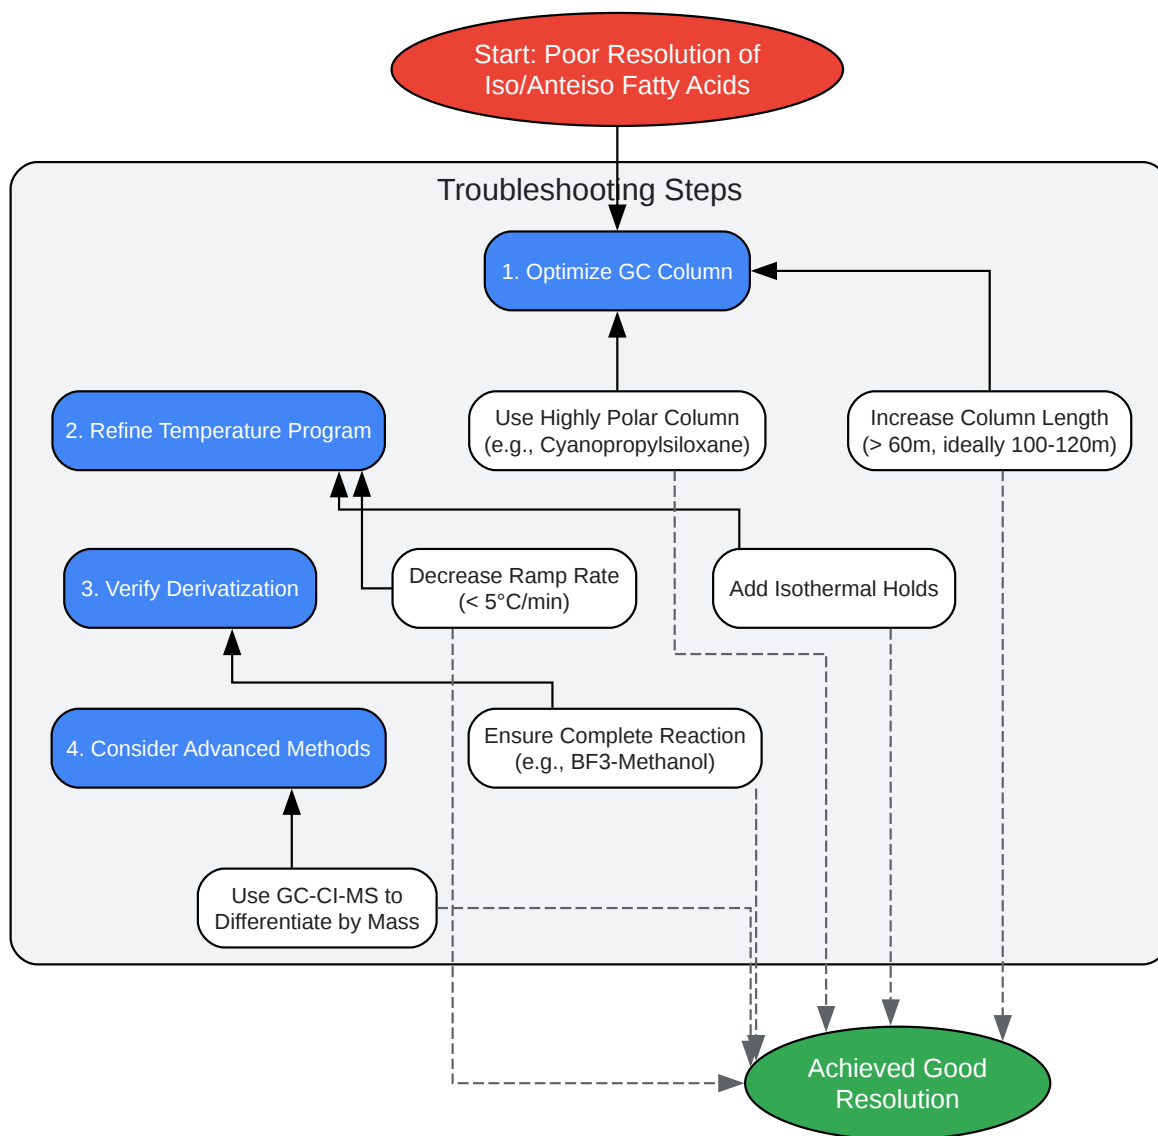 Start: Poor Resolution of
Iso/Anteiso Fatty Acids
Troubleshooting Steps
1. Optimize GC Column
2. Refine Temperature Program
Use Highly Polar Column
(e.g., Cyanopropylsiloxane)
Increase Column Length
(> 60m, ideally 100-120m)
3. Verify Derivatization
Decrease Ramp Rate
(< 5°C/min)
Add Isothermal Holds
4. Consider Advanced Methods
Ensure Complete Reaction
(e.g., BF3-Methanol)
Use GC-CI-MS to
Differentiate by Mass
Achieved Good
Resolution